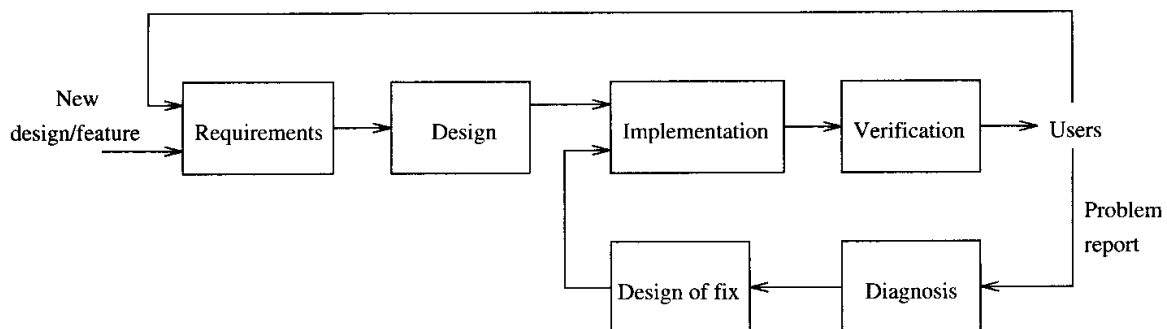 New
design/feature
Requirements
Design
Implementation
Verification
Users
Problem
report
Design of fix
Diagnosis